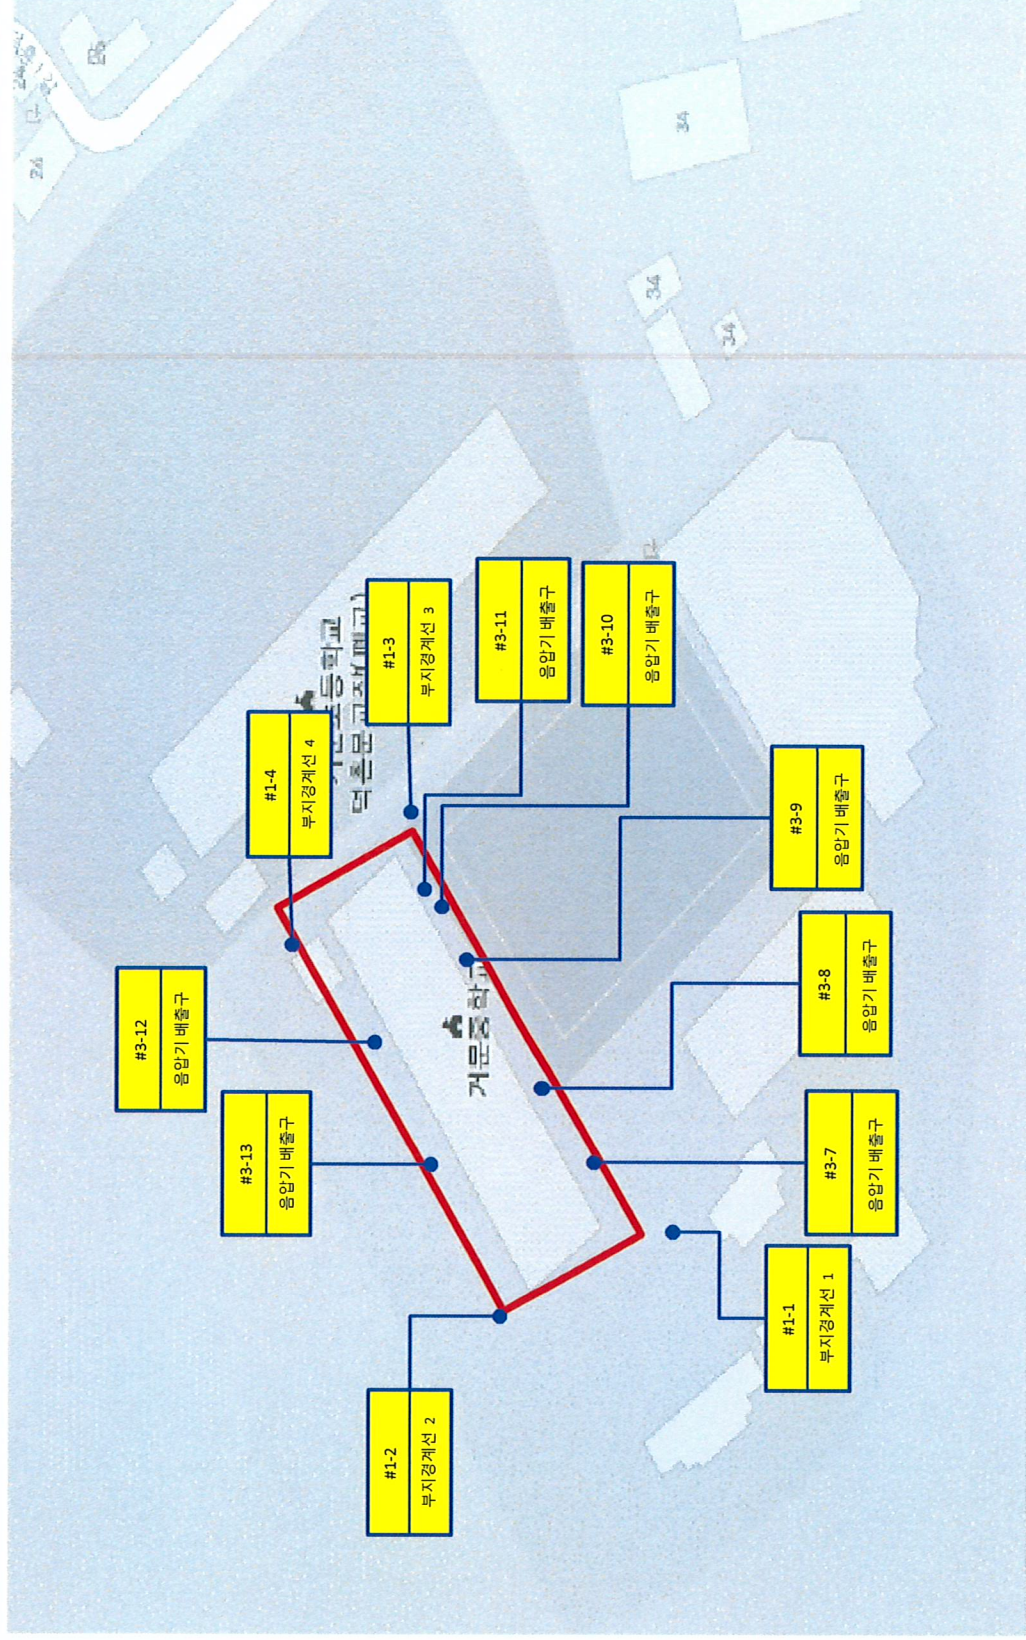 24
#3-12
음압기 배출구
#3-13
음압기 배출구
#1-4
부지경계선 4
초등학교
#1-2
부지경계선 2
#1-3
부지경계선 3
거문중학교
#3-11
음압기 배출구
#3-10
음압기 배출구
34
34
34
#1-1
부지경계선 1
#3-9
음압기 배출구
#3-8
음압기 배출구
#3-7
음압기 배출구